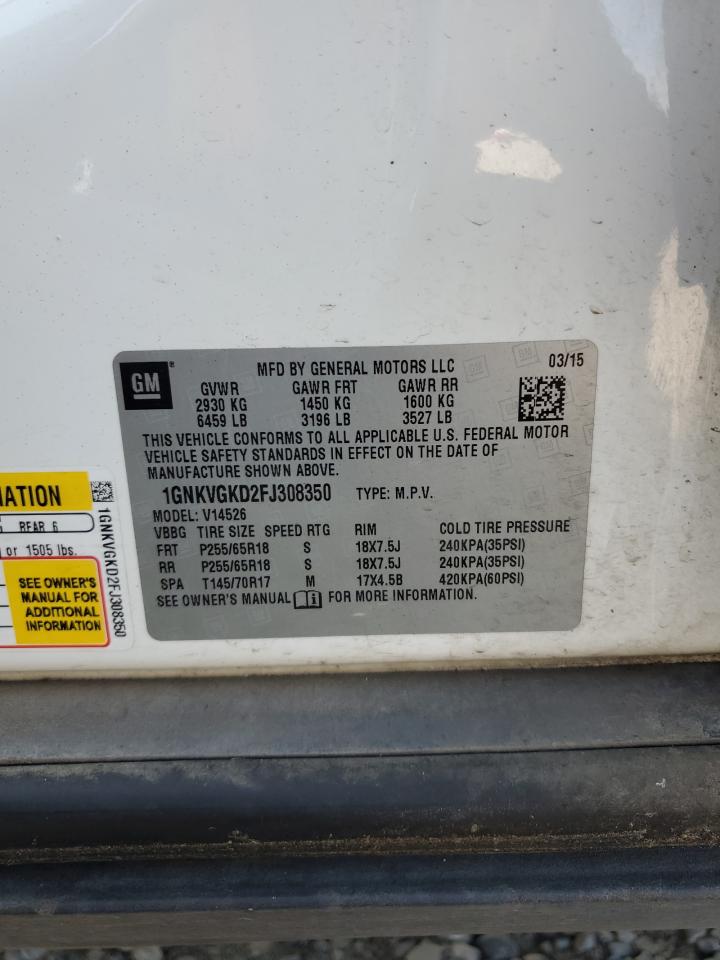 GM
MFD BY GENERAL MOTORS LLC 03/15
GVWR GAWR FRT GAWR RR
2930 KG 1450 KG 1600 KG
6459 LB 3196 LB 3527 LB
THIS VEHICLE CONFORMS TO ALL APPLICABLE U.S. FEDERAL MOTOR
VEHICLE SAFETY STANDARDS IN EFFECT ON THE DATE OF
MANUFACTURE SHOWN ABOVE.
1GNKVGKD2FJ308350 TYPE: M.P.V.
MODEL: V14526
VBBG TIRE SIZE SPEED RTG RIM COLD TIRE PRESSURE
FRT P255/65R18 S 18X7.5J 240KPA(35PSI)
RR P255/65R18 S 18X7.5J 240KPA(35PSI)
SPA T145/70R17 M 17X4.5B 420KPA(60PSI)
SEE OWNER'S MANUAL FOR MORE INFORMATION.
REAR 6
or 1505 lbs.
SEE OWNER'S
MANUAL FOR
ADDITIONAL
INFORMATION
1GNKVGKD2FJ308350